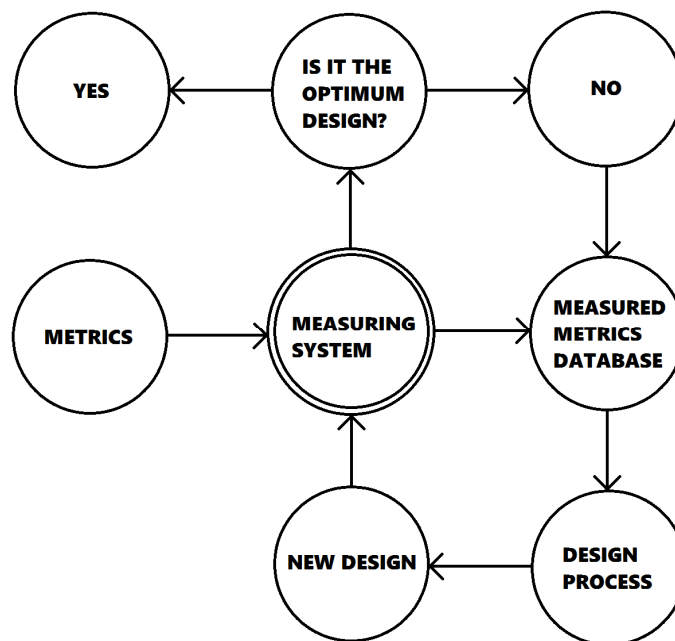 YES
IS IT THE
OPTIMUM
DESIGN?
NO
METRICS
MEASURING
SYSTEM
MEASURED
METRICS
DATABASE
NEW DESIGN
DESIGN
PROCESS